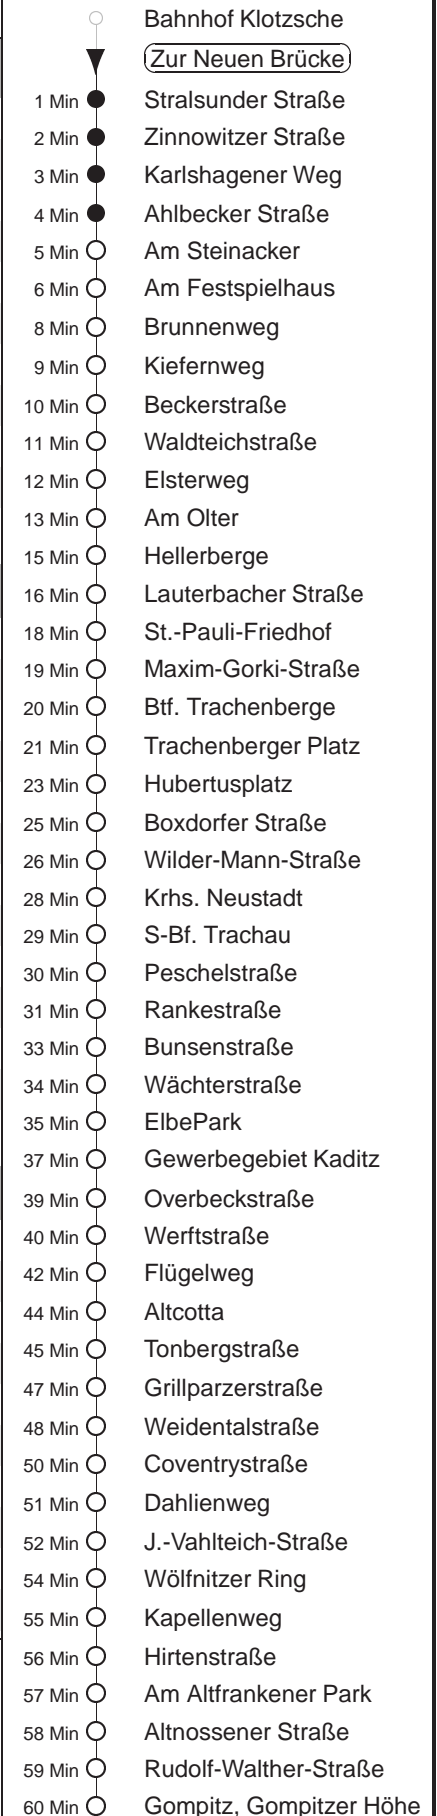 Bahnhof Klotzsche
Zur Neuen Brücke
1 Min Stralsunder Straße
2 Min Zinnowitzer Straße
3 Min Karlshagener Weg
4 Min Ahlbecker Straße
5 Min Am Steinacker
6 Min Am Festspielhaus
8 Min Brunnenweg
9 Min Kiefernweg
10 Min Beckerstraße
11 Min Waldteichstraße
12 Min Elsterweg
13 Min Am Olter
15 Min Hellerberge
16 Min Lauterbacher Straße
18 Min St.-Pauli-Friedhof
19 Min Maxim-Gorki-Straße
20 Min Btf. Trachenberge
21 Min Trachenberger Platz
23 Min Hubertusplatz
25 Min Boxdorfer Straße
26 Min Wilder-Mann-Straße
28 Min Krhs. Neustadt
29 Min S-Bf. Trachau
30 Min Peschelstraße
31 Min Rankestraße
33 Min Bunsenstraße
34 Min Wächterstraße
35 Min ElbePark
37 Min Gewerbegebiet Kaditz
39 Min Overbeckstraße
40 Min Werftstraße
42 Min Flügelweg
44 Min Altcotta
45 Min Tonbergstraße
47 Min Grillparzerstraße
48 Min Weidentalstraße
50 Min Coventrystraße
51 Min Dahlienweg
52 Min J.-Vahlteich-Straße
54 Min Wölfnitzer Ring
55 Min Kapellenweg
56 Min Hirtenstraße
57 Min Am Altfrankener Park
58 Min Altnossener Straße
59 Min Rudolf-Walther-Straße
60 Min Gompitz, Gompitzer Höhe